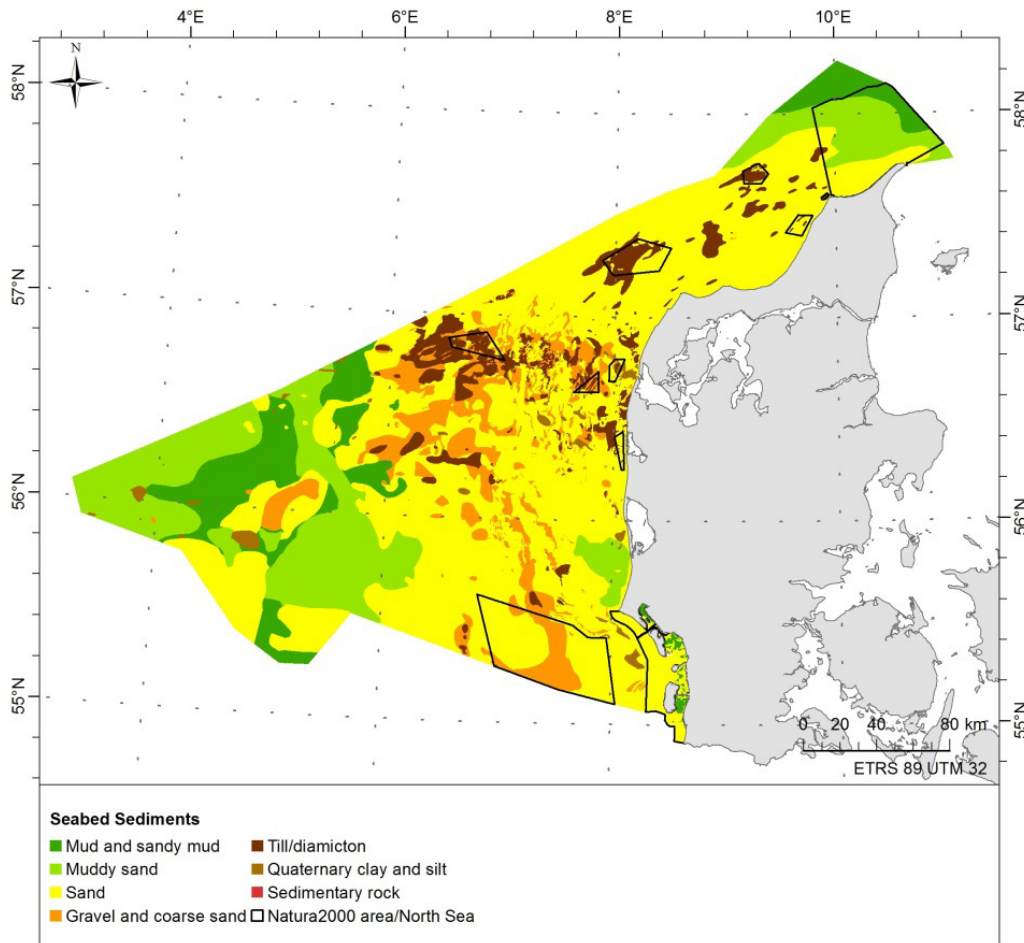 4°E 6°E 8°E 10°E
N
58°N 58°N
57°N 57°N
56°N 56°N
55°N 55°N
0 20 40 80 km
ETRS 89 UTM 32
Seabed Sediments
Mud and sandy mud Till/diamicton
Muddy sand Quaternary clay and silt
Sand Sedimentary rock
Gravel and coarse sand Natura2000 area/North Sea